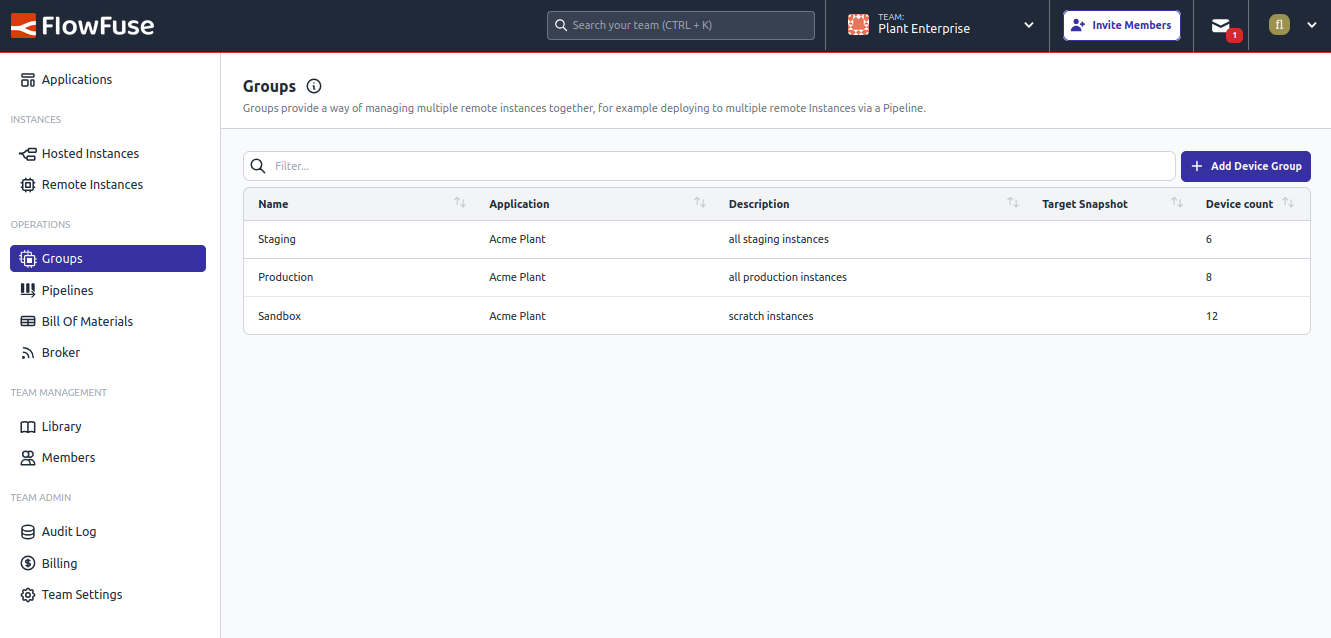 FlowFuse
Search your team (CTRL + K)
TEAM:
Plant Enterprise
Invite Members
1
fl
Applications
INSTANCES
Hosted Instances
Remote Instances
OPERATIONS
Groups
Pipelines
Bill Of Materials
Broker
TEAM MANAGEMENT
Library
Members
TEAM ADMIN
Audit Log
Billing
Team Settings
Groups
Groups provide a way of managing multiple remote instances together, for example deploying to multiple remote Instances via a Pipeline.
Filter...
Add Device Group
Name Application Description Target Snapshot Device count
Staging Acme Plant all staging instances 6
Production Acme Plant all production instances 8
Sandbox Acme Plant scratch instances 12